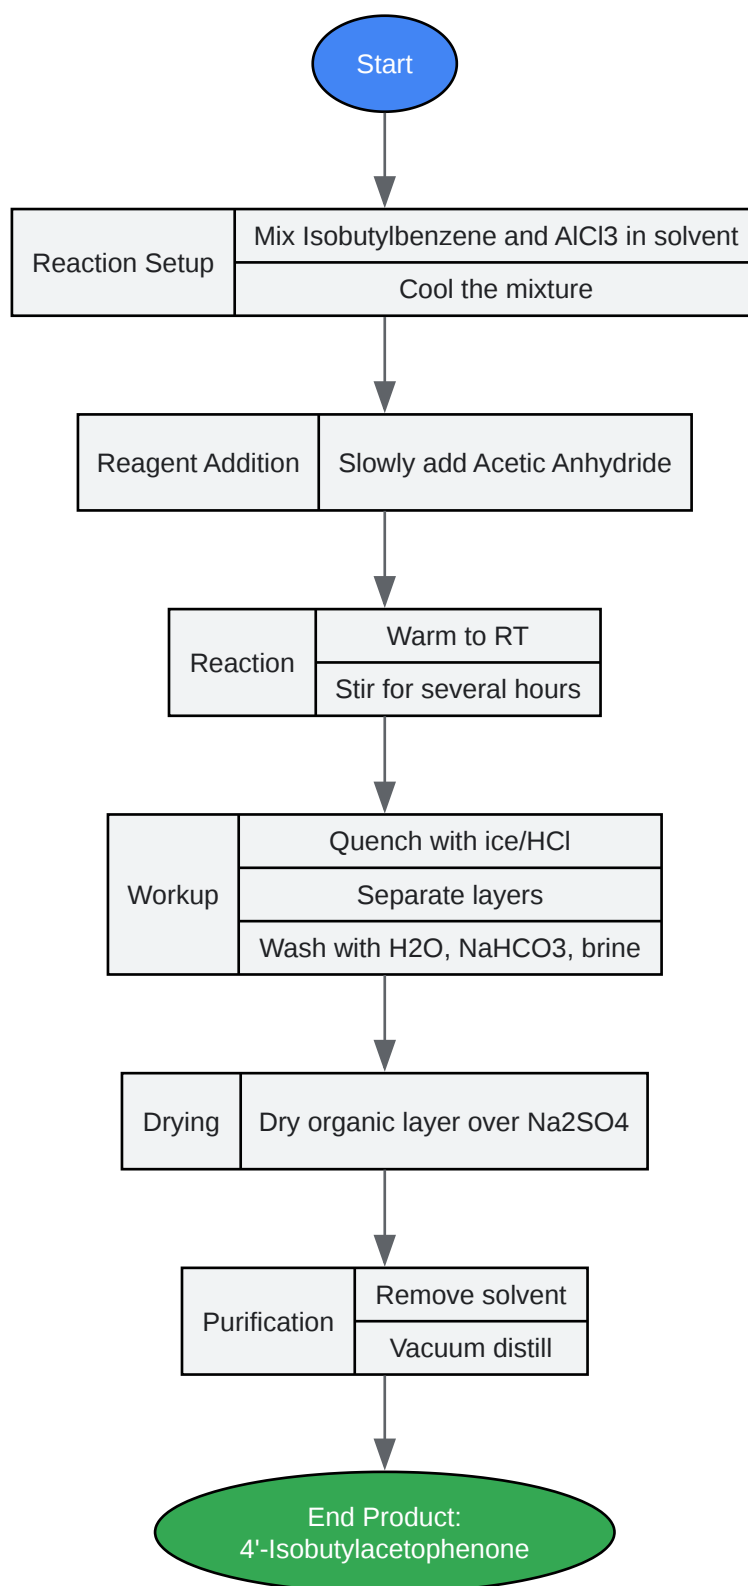 Start
Reaction Setup
Mix Isobutylbenzene and AlCl3 in solvent
Cool the mixture
Reagent Addition
Slowly add Acetic Anhydride
Reaction
Warm to RT
Stir for several hours
Workup
Quench with ice/HCl
Separate layers
Wash with H2O, NaHCO3, brine
Drying
Dry organic layer over Na2SO4
Purification
Remove solvent
Vacuum distill
End Product:
4'-Isobutylacetophenone